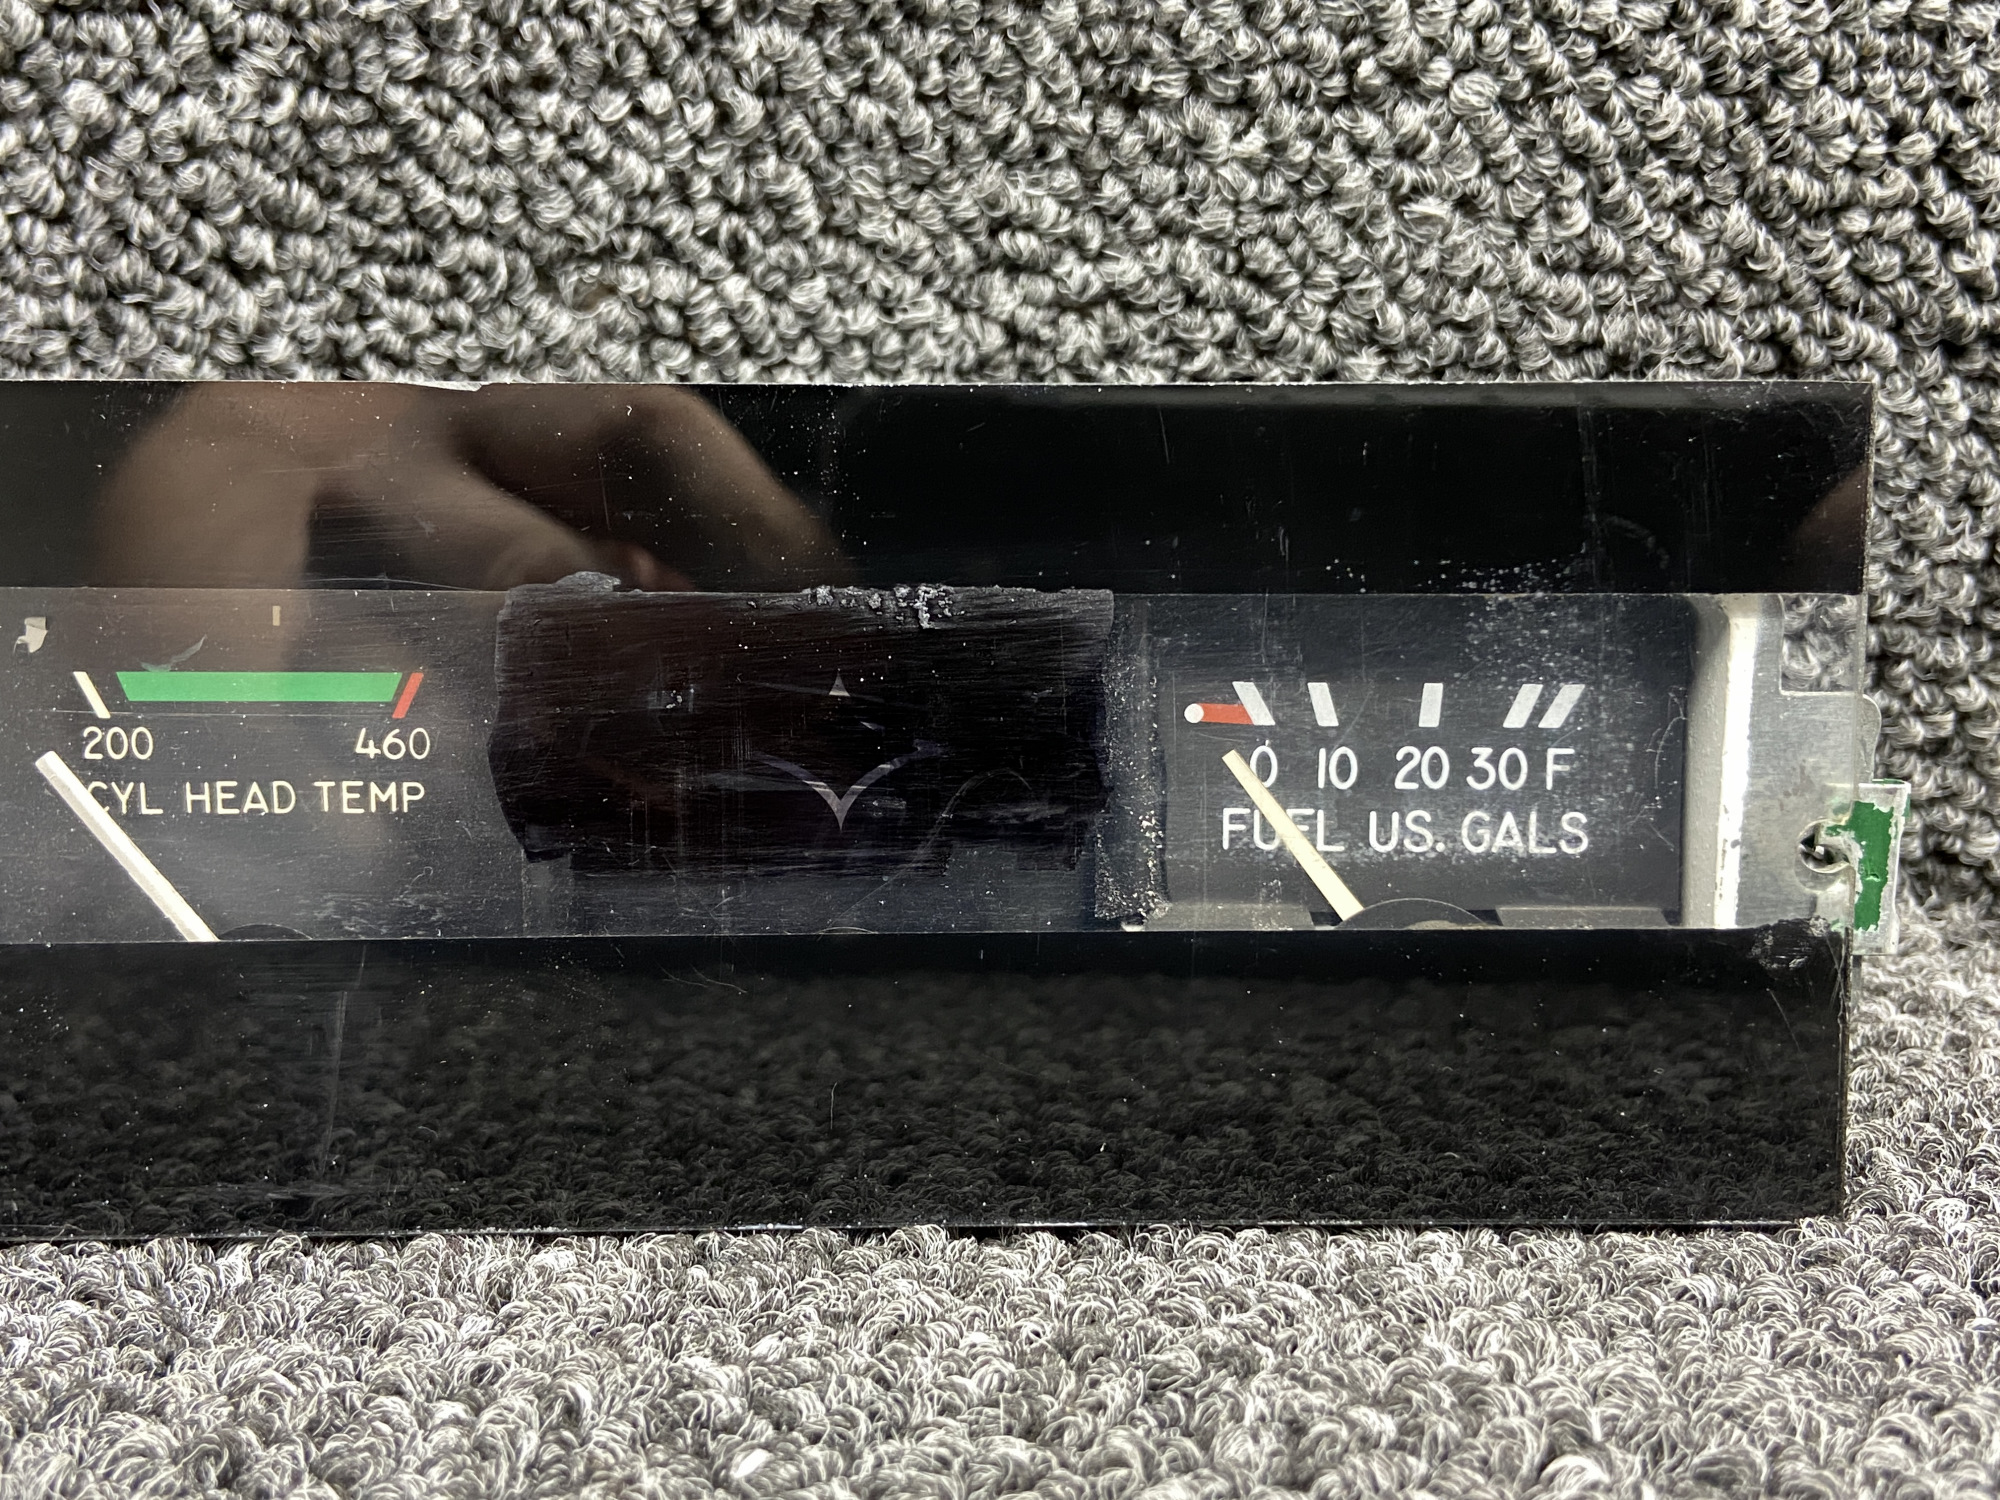 200 460
CYL HEAD TEMP
0 10 20 30 F
FUEL US. GALS